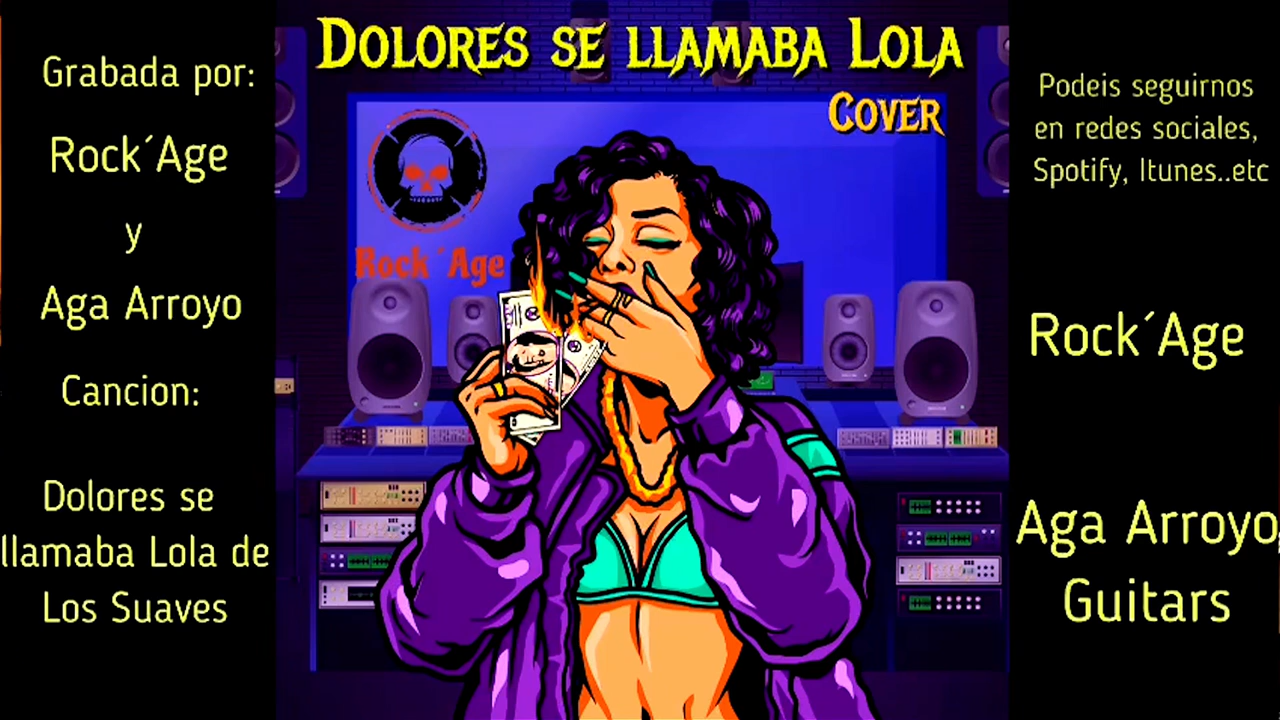 Grabada por:
Rock´Age
y
Aga Arroyo
Cancion:
Dolores se
llamaba Lola de
Los Suaves
DOLORES SE LLAMABA LOLA
COVER
Rock´Age
Podeis seguirnos
en redes sociales,
Spotify, Itunes..etc
Rock´Age
Aga Arroyo
Guitars